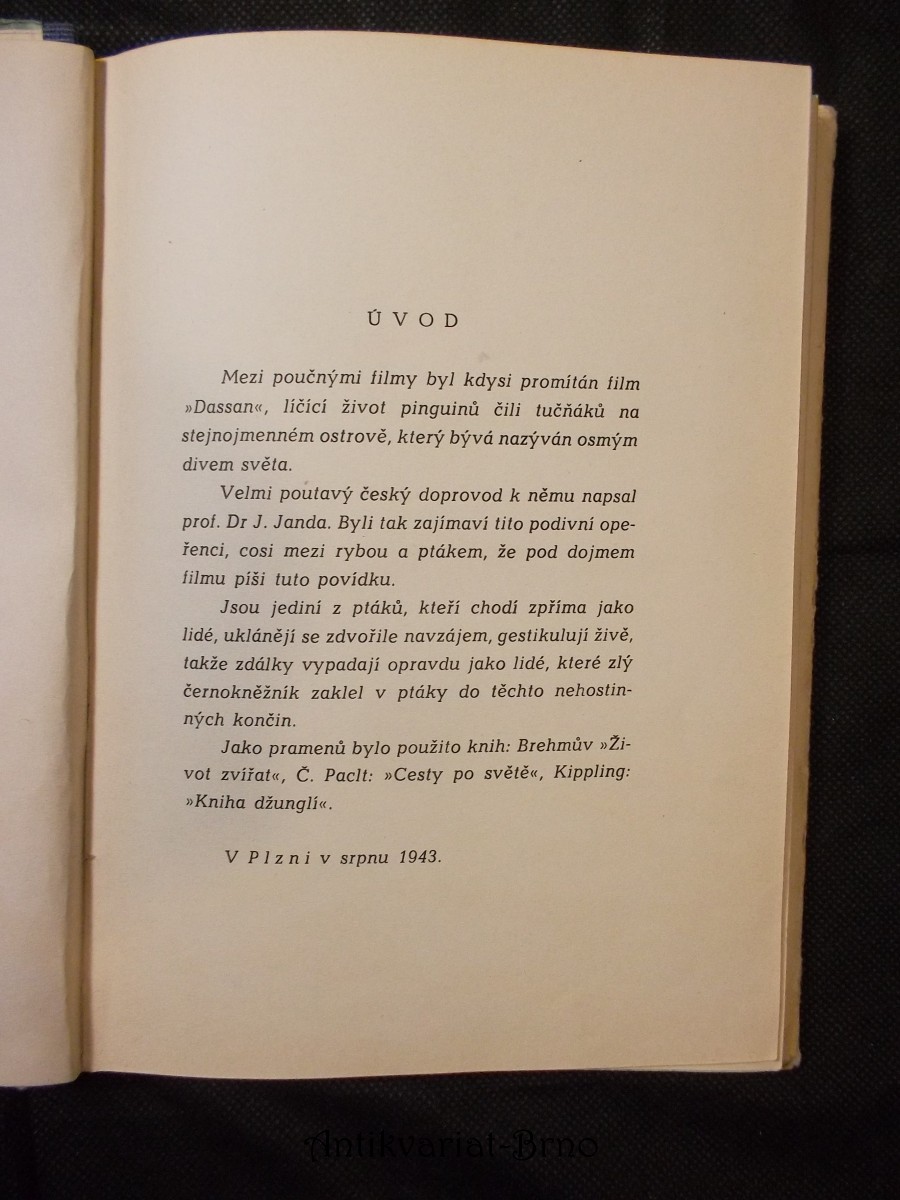 ÚVOD
Mezi poučnými filmy byl kdysi promítán film
»Dassan«, líčící život pinguinů čili tučňáků na
stejnojmenném ostrově, který bývá nazýván osmým
divem světa.
Velmi poutavý český doprovod k němu napsal
prof. Dr J. Janda. Byli tak zajímaví tito podivní ope-
řenci, cosi mezi rybou a ptákem, že pod dojmem
filmu píši tuto povídku.
Jsou jediní z ptáků, kteří chodí zpříma jako
lidé, uklánějí se zdvořile navzájem, gestikulují živě,
takže zdálky vypadají opravdu jako lidé, které zlý
černokněžník zaklel v ptáky do těchto nehostin-
ných končin.
Jako pramenů bylo použito knih: Brehmův »Ži-
vot zvířat«, Č. Paclt: »Cesty po světě«, Kippling:
»Kniha džunglí«.
V Plzni v srpnu 1943.
Antikvariat-Brno